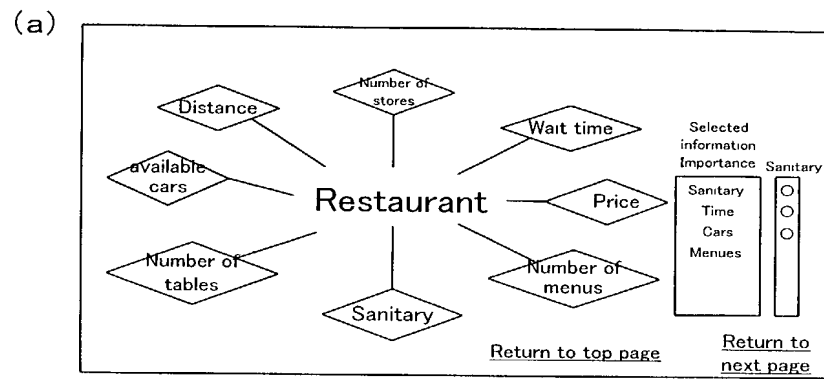 (a)
Distance
Number of
stores
Wait time
available
cars
Restaurant
Price
Number of
tables
Sanitary
Number of
menus
Selected
information
Importance
Sanitary
Sanitary
Time
Cars
Menues
Return to top page
Return to
next page